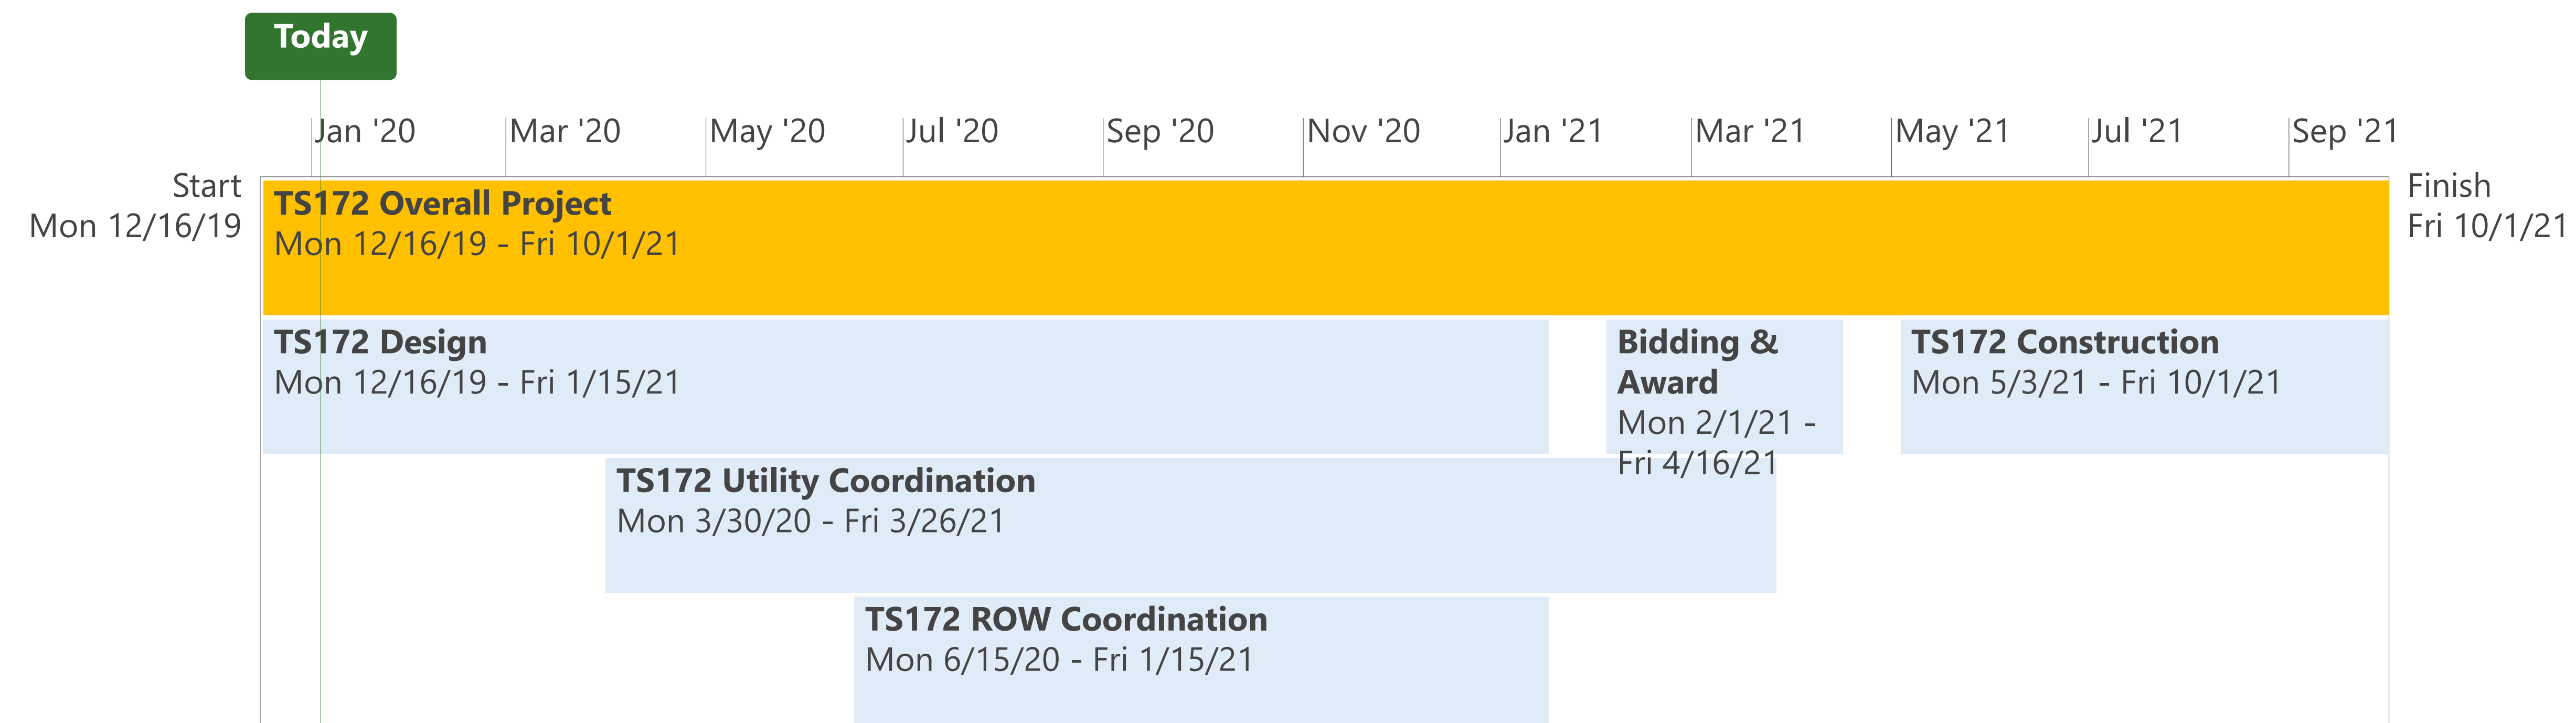 Today
Jan '20
Mar '20
May '20
Jul '20
Sep '20
Nov '20
Jan '21
Mar '21
May '21
Jul '21
Sep '21
Start
Mon 12/16/19
Finish
Fri 10/1/21
TS172 Overall Project
Mon 12/16/19 - Fri 10/1/21
TS172 Design
Mon 12/16/19 - Fri 1/15/21
Bidding &
Award
Mon 2/1/21 -
Fri 4/16/21
TS172 Construction
Mon 5/3/21 - Fri 10/1/21
TS172 Utility Coordination
Mon 3/30/20 - Fri 3/26/21
TS172 ROW Coordination
Mon 6/15/20 - Fri 1/15/21